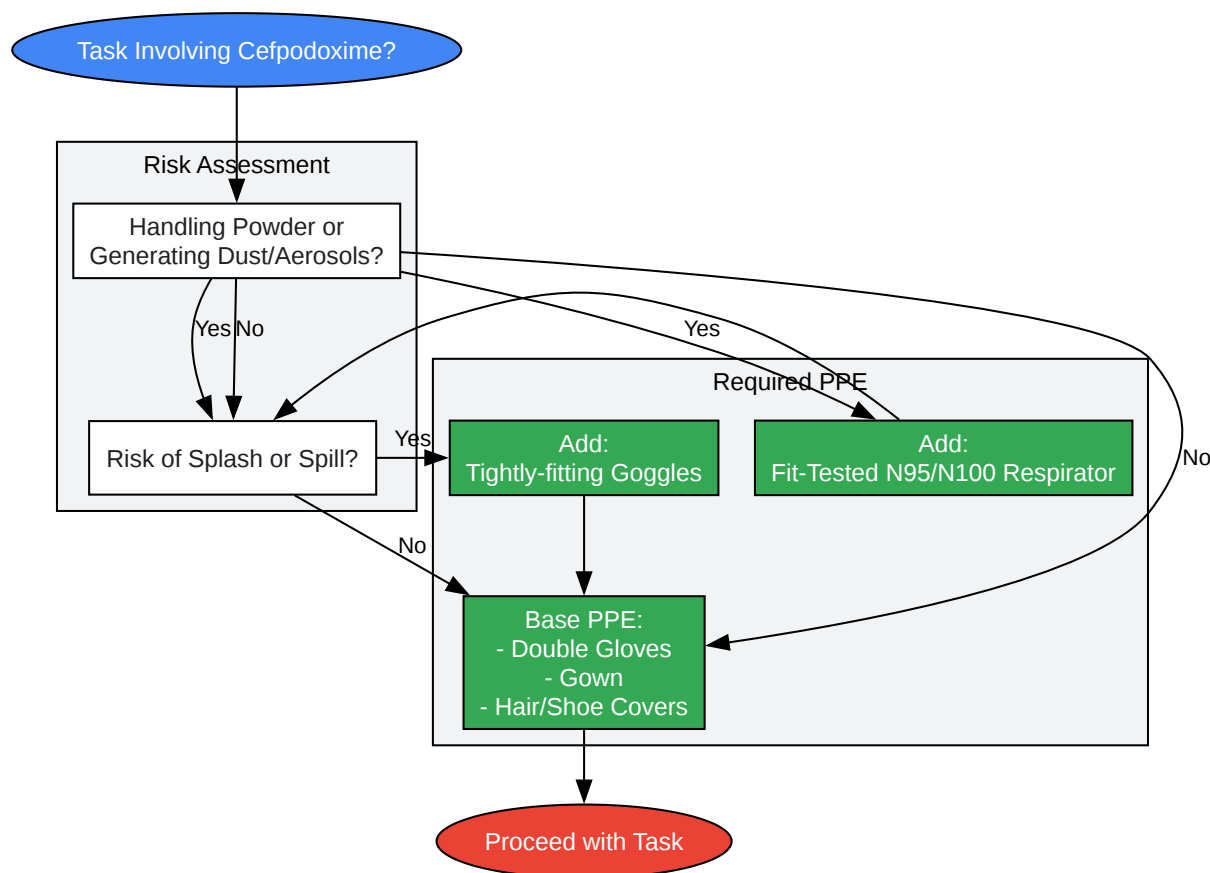 Task Involving Cefpodoxime?
Risk Assessment
Handling Powder or
Generating Dust/Aerosols?
Yes
No
Yes
Required PPE
Risk of Splash or Spill?
Yes
Add:
Tightly-fitting Goggles
Add:
Fit-Tested N95/N100 Respirator
No
No
Base PPE:
- Double Gloves
- Gown
- Hair/Shoe Covers
Proceed with Task